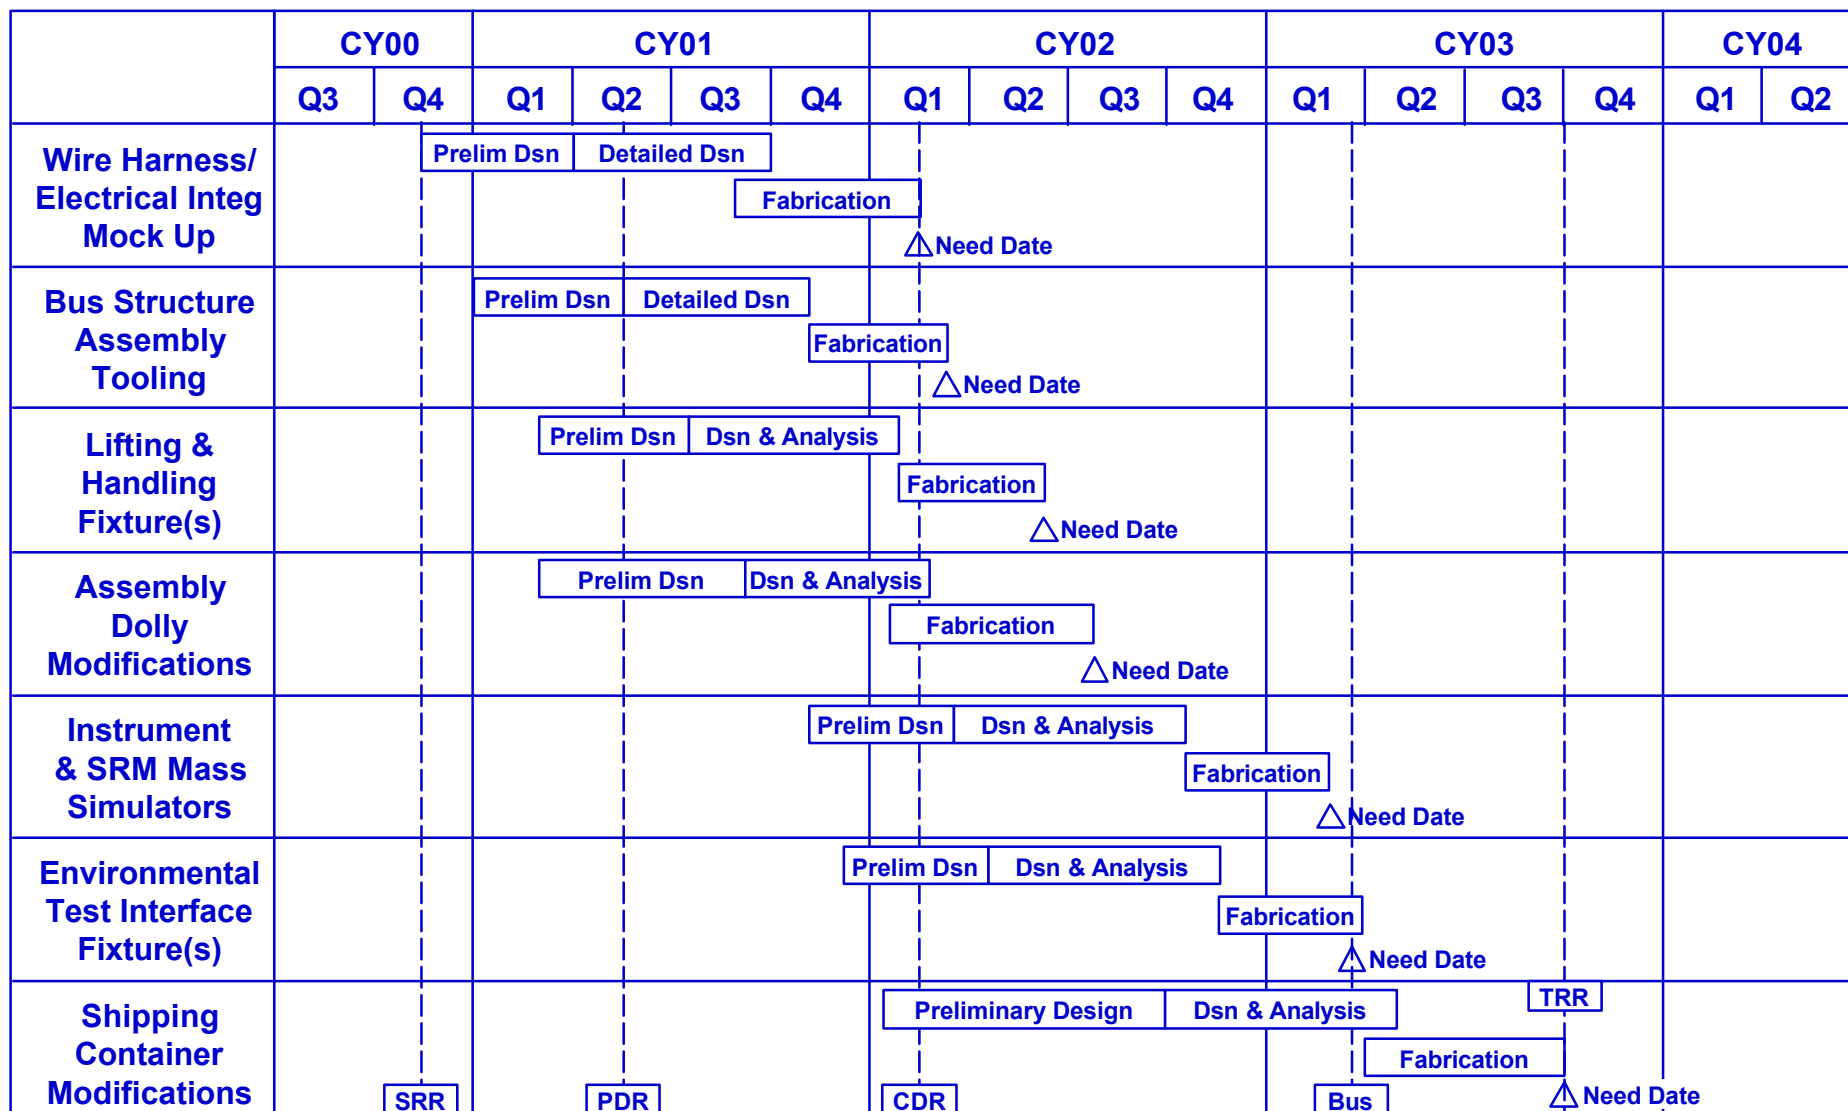 CY00 CY01 CY02 CY03 CY04
Q3 Q4 Q1 Q2 Q3 Q4 Q1 Q2 Q3 Q4 Q1 Q2 Q3 Q4 Q1 Q2
Wire Harness/
Electrical Integ
Mock Up
Prelim Dsn Detailed Dsn
Fabrication
Need Date
Bus Structure
Assembly
Tooling
Prelim Dsn Detailed Dsn
Fabrication
Need Date
Lifting &
Handling
Fixture(s)
Prelim Dsn Dsn & Analysis
Fabrication
Need Date
Assembly
Dolly
Modifications
Prelim Dsn Dsn & Analysis
Fabrication
Need Date
Instrument
& SRM Mass
Simulators
Prelim Dsn Dsn & Analysis
Fabrication
Need Date
Environmental
Test Interface
Fixture(s)
Prelim Dsn Dsn & Analysis
Fabrication
Need Date
Shipping
Container
Modifications
Preliminary Design Dsn & Analysis TRR
Fabrication
Need Date
SRR PDR CDR Bus